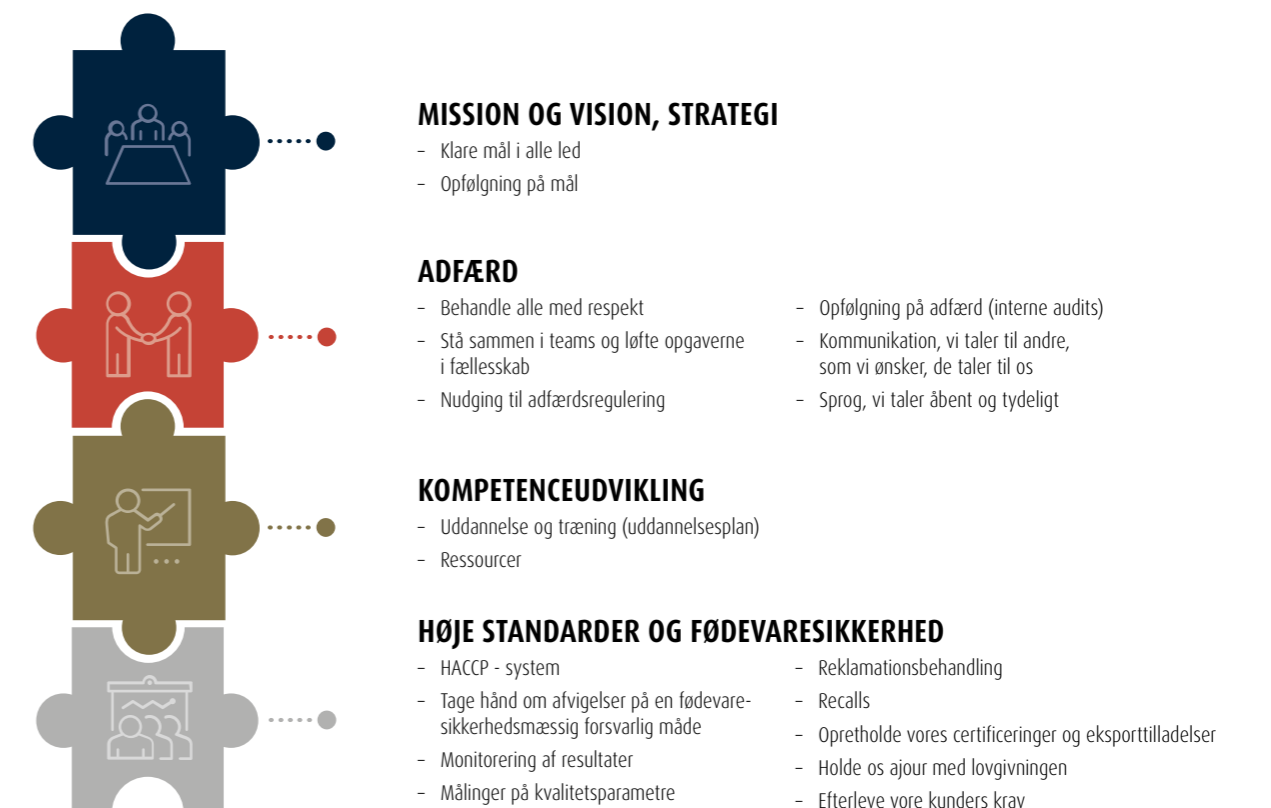 MISSION OG VISION, STRATEGI
– Klare mål i alle led
– Opfølgning på mål
ADFÆRD
– Behandle alle med respekt
– Stå sammen i teams og løfte opgaverne
i fællesskab
– Nudging til adfærdsregulering
– Opfølgning på adfærd (interne audits)
– Kommunikation, vi taler til andre,
som vi ønsker, de taler til os
– Sprog, vi taler åbent og tydeligt
KOMPETENCEUDVIKLING
– Uddannelse og træning (uddannelsesplan)
– Ressourcer
HØJE STANDARDER OG FØDEVARESIKKERHED
– HACCP - system
– Tage hånd om afvigelser på en fødevare-
sikkerhedsmæssig forsvarlig måde
– Monitorering af resultater
– Målinger på kvalitetsparametre
– Reklamationsbehandling
– Recalls
– Opretholde vores certificeringer og eksporttilladelser
– Holde os ajour med lovgivningen
– Efterleve vore kunders krav